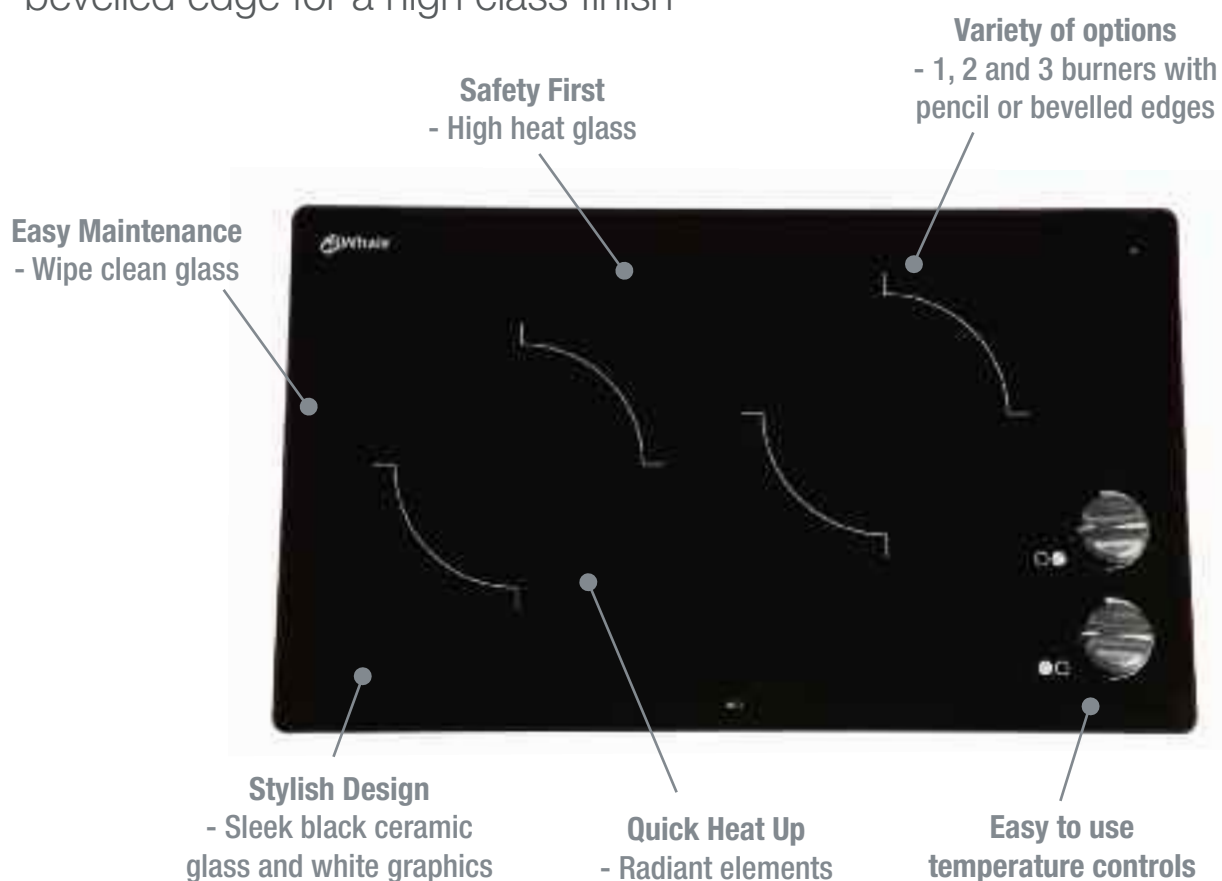 bevelled edge for a high class finish
Variety of options
- 1, 2 and 3 burners with
pencil or bevelled edges
Safety First
- High heat glass
Easy Maintenance
- Wipe clean glass
Whale
Stylish Design
- Sleek black ceramic
glass and white graphics
Quick Heat Up
- Radiant elements
Easy to use
temperature controls